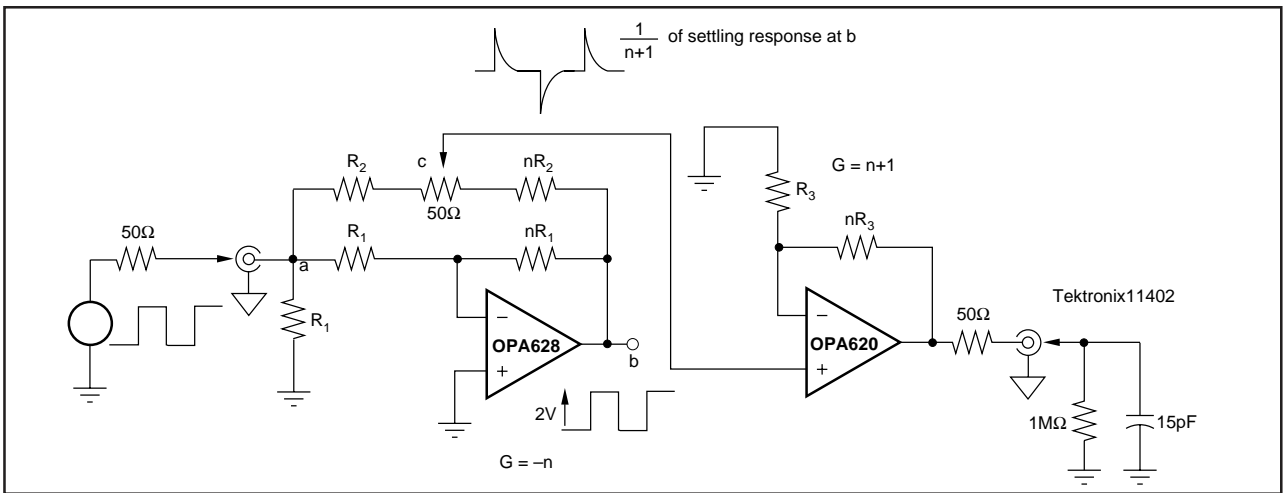 1
n+1
of settling response at b
R2
c
nR2
50Ω
G = n+1
R3
nR3
50Ω
R1
nR1
a
R1
–
OPA628
+
b
2V
G = –n
–
OPA620
+
50Ω
Tektronix11402
1MΩ
15pF